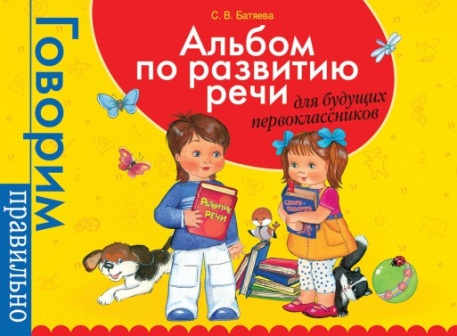 С. В. Батяева
Альбом
по развитию
речи
для будущих
первоклассников
Говорим
правильно
РАЗВИТИЕ
РЕЧИ